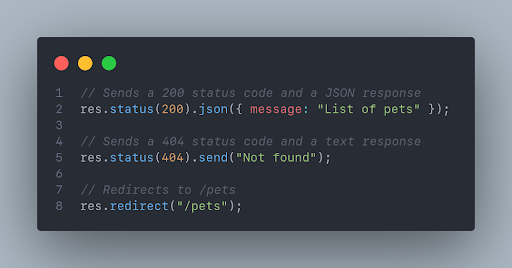 1 // Sends a 200 status code and a JSON response
2 res.status(200).json({ message: "List of pets" });
3
4 // Sends a 404 status code and a text response
5 res.status(404).send("Not found");
6
7 // Redirects to /pets
8 res.redirect("/pets");